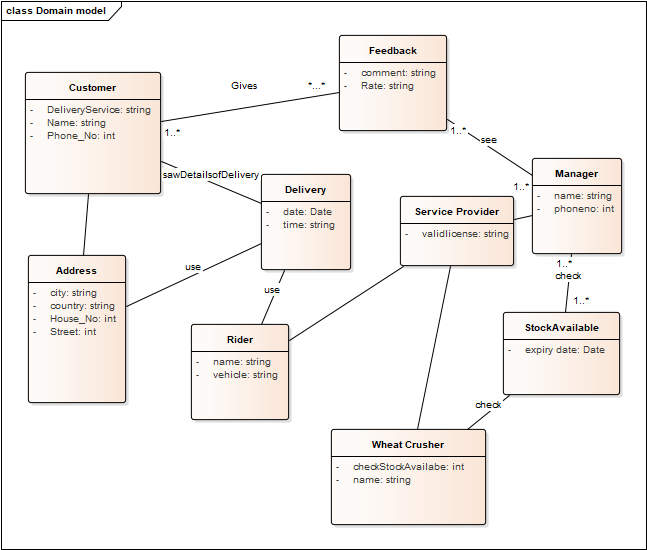 class Domain model
Feedback
- comment: string
- Rate: string
Customer
- DeliveryService: string
- Name: string
- Phone_No: int
Gives
*...*
1..*
1..*
see
sawDetailsofDelivery
Delivery
- date: Date
- time: string
Manager
- name: string
- phoneno: int
1..*
Service Provider
- validlicense: string
Address
- city: string
- country: string
- House_No: int
- Street: int
use
use
1..*
check
1..*
StockAvailable
- expiry date: Date
Rider
- name: string
- vehicle: string
check
Wheat Crusher
- checkStockAvailabe: int
- name: string